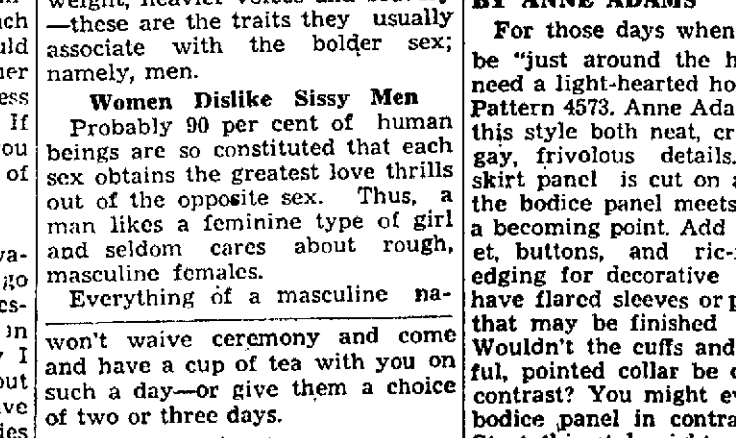 weight, heavier voices and
—these are the traits they usually
associate with the bolder sex;
namely, men.
Women Dislike Sissy Men
Probably 90 per cent of human
beings are so constituted that each
sex obtains the greatest love thrills
out of the opposite sex. Thus, a
man likes a feminine type of girl
and seldom cares about rough,
masculine females.
Everything of a masculine na-
won't waive ceremony and come
and have a cup of tea with you on
such a day—or give them a choice
of two or three days.
BY ANNE ADAMS
For those days when
be "just around the
need a light-hearted
Pattern 4573. Anne
this style both neat,
gay, frivolous details.
skirt panel is cut on
the bodice panel meets
a becoming point. Add
et, buttons, and
edging for decorative
have flared sleeves or
that may be finished
Wouldn't the cuffs and
ful, pointed collar be
contrast? You might
bodice panel in